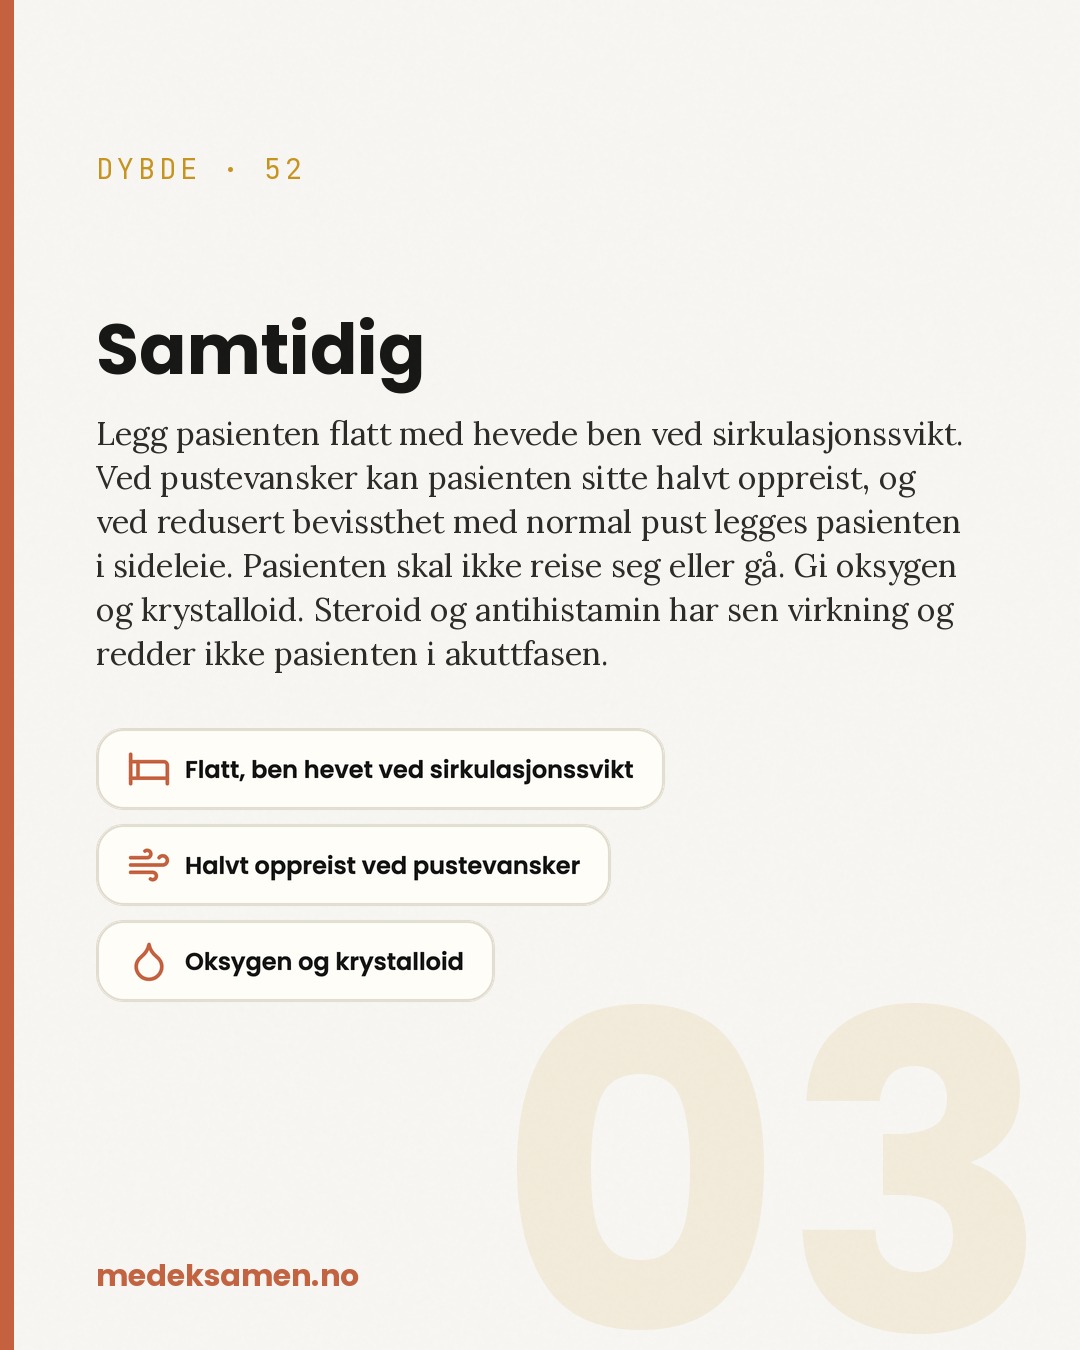 DYBDE · 52
Samtidig
Legg pasienten flatt med hevede ben ved sirkulasjonssvikt.
Ved pustevansker kan pasienten sitte halvt oppreist, og
ved redusert bevissthet med normal pust legges pasienten
i sideleie. Pasienten skal ikke reise seg eller gå. Gi oksygen
og krystalloid. Steroid og antihistamin har sen virkning og
redder ikke pasienten i akuttfasen.
Flatt, ben hevet ved sirkulasjonssvikt
Halvt oppreist ved pustevansker
Oksygen og krystalloid
03
medeksamen.no